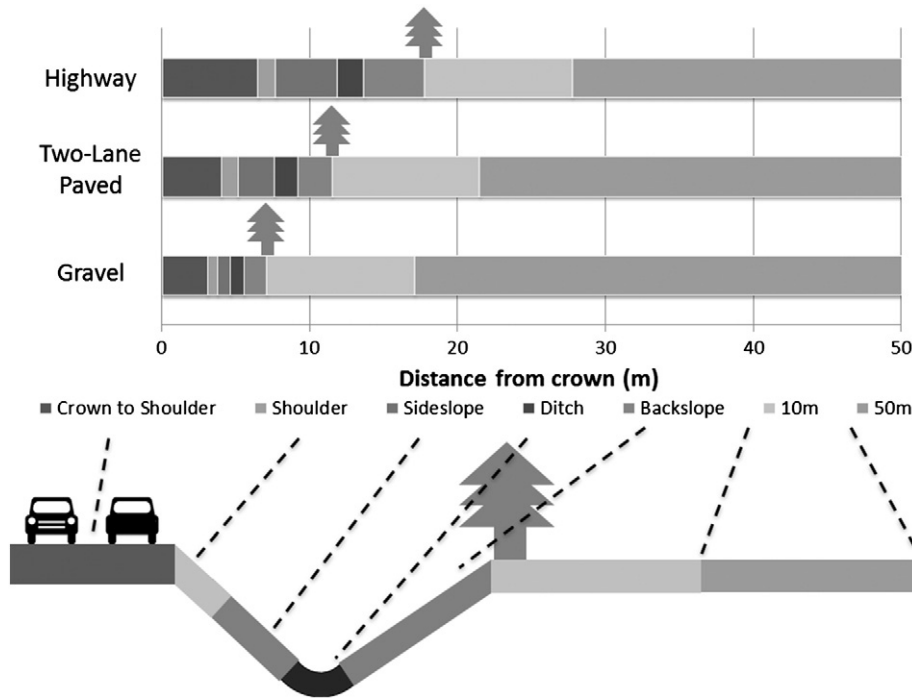 Highway
Two-Lane
Paved
Gravel
0 10 20 30 40 50
Distance from crown (m)
Crown to Shoulder Shoulder Sideslope Ditch Backslope 10m 50m